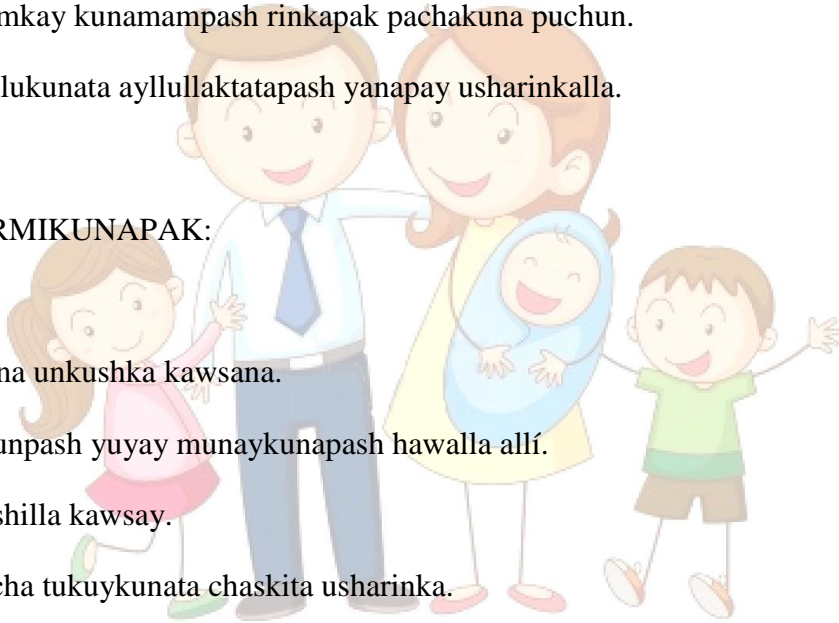 mkay kunamampash rinkapak pachakuna puchun.
lukunata ayllullaktatapash yanapay usharinkalla.
RMIKUNAPAK:
na unkushka kawsana.
unpash yuyay munaykunapash hawalla allí.
shilla kawsay.
cha tukuykunata chaskita usharinka.